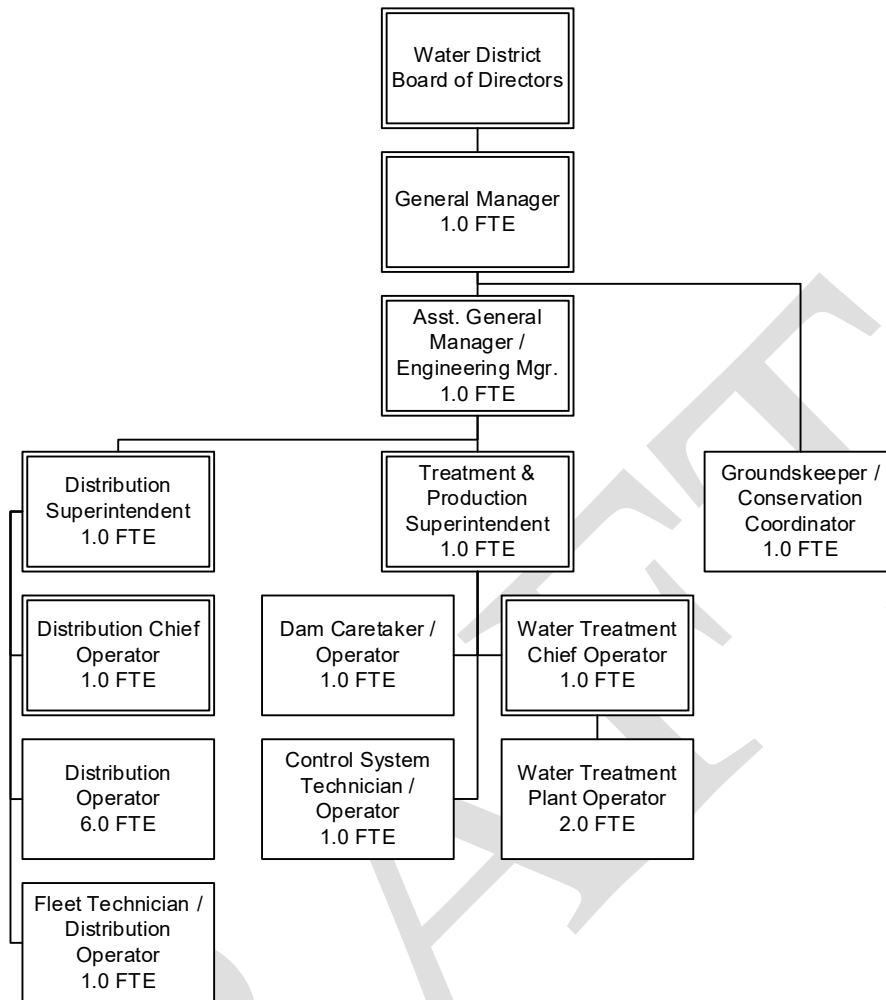 Water District
Board of Directors
General Manager
1.0 FTE
Asst. General
Manager /
Engineering Mgr.
1.0 FTE
Distribution
Superintendent
1.0 FTE
Treatment &
Production
Superintendent
1.0 FTE
Groundskeeper /
Conservation
Coordinator
1.0 FTE
Distribution Chief
Operator
1.0 FTE
Dam Caretaker /
Operator
1.0 FTE
Water Treatment
Chief Operator
1.0 FTE
Distribution
Operator
6.0 FTE
Control System
Technician /
Operator
1.0 FTE
Water Treatment
Plant Operator
2.0 FTE
Fleet Technician /
Distribution
Operator
1.0 FTE
DRAFT